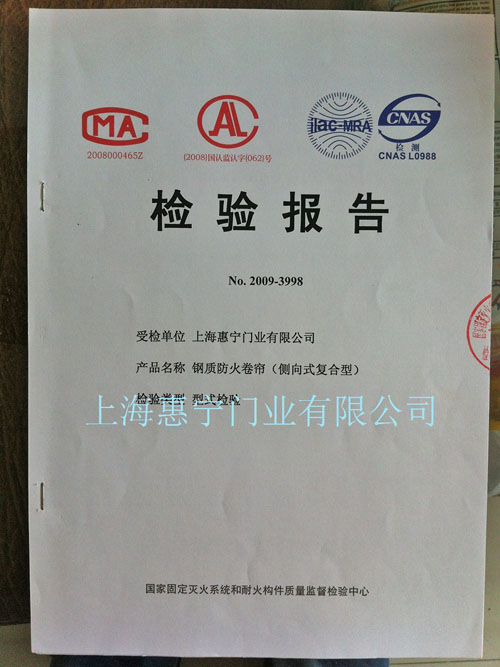 CMA
CAL
ilac-MRA
CNAS
2008000465Z
(2008)国认监认字(062)号
检 测
CNAS L0988
检验报告
No. 2009-3998
受检单位 上海惠宁门业有限公司
产品名称 钢质防火卷帘（侧向式复合型）
检验类型 型式检验
上海惠宁门业有限公司
国家固定灭火系统和耐火构件质量监督检验中心